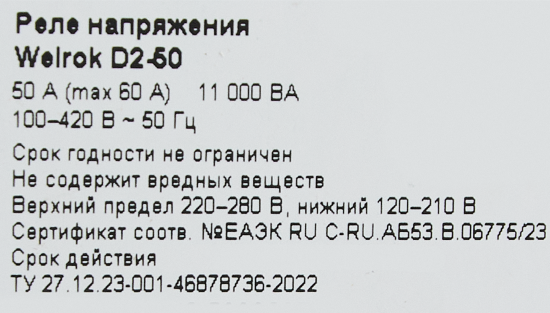 Реле напряжения
Welrok D2-50
50 А (max 60 А) 11 000 ВА
100–420 В ~ 50 Гц
Срок годности не ограничен
Не содержит вредных веществ
Верхний предел 220–280 В, нижний 120–210 В
Сертификат соотв. №ЕАЭК RU C-RU.АБ53.В.06775/23
Срок действия
ТУ 27.12.23-001-46878736-2022